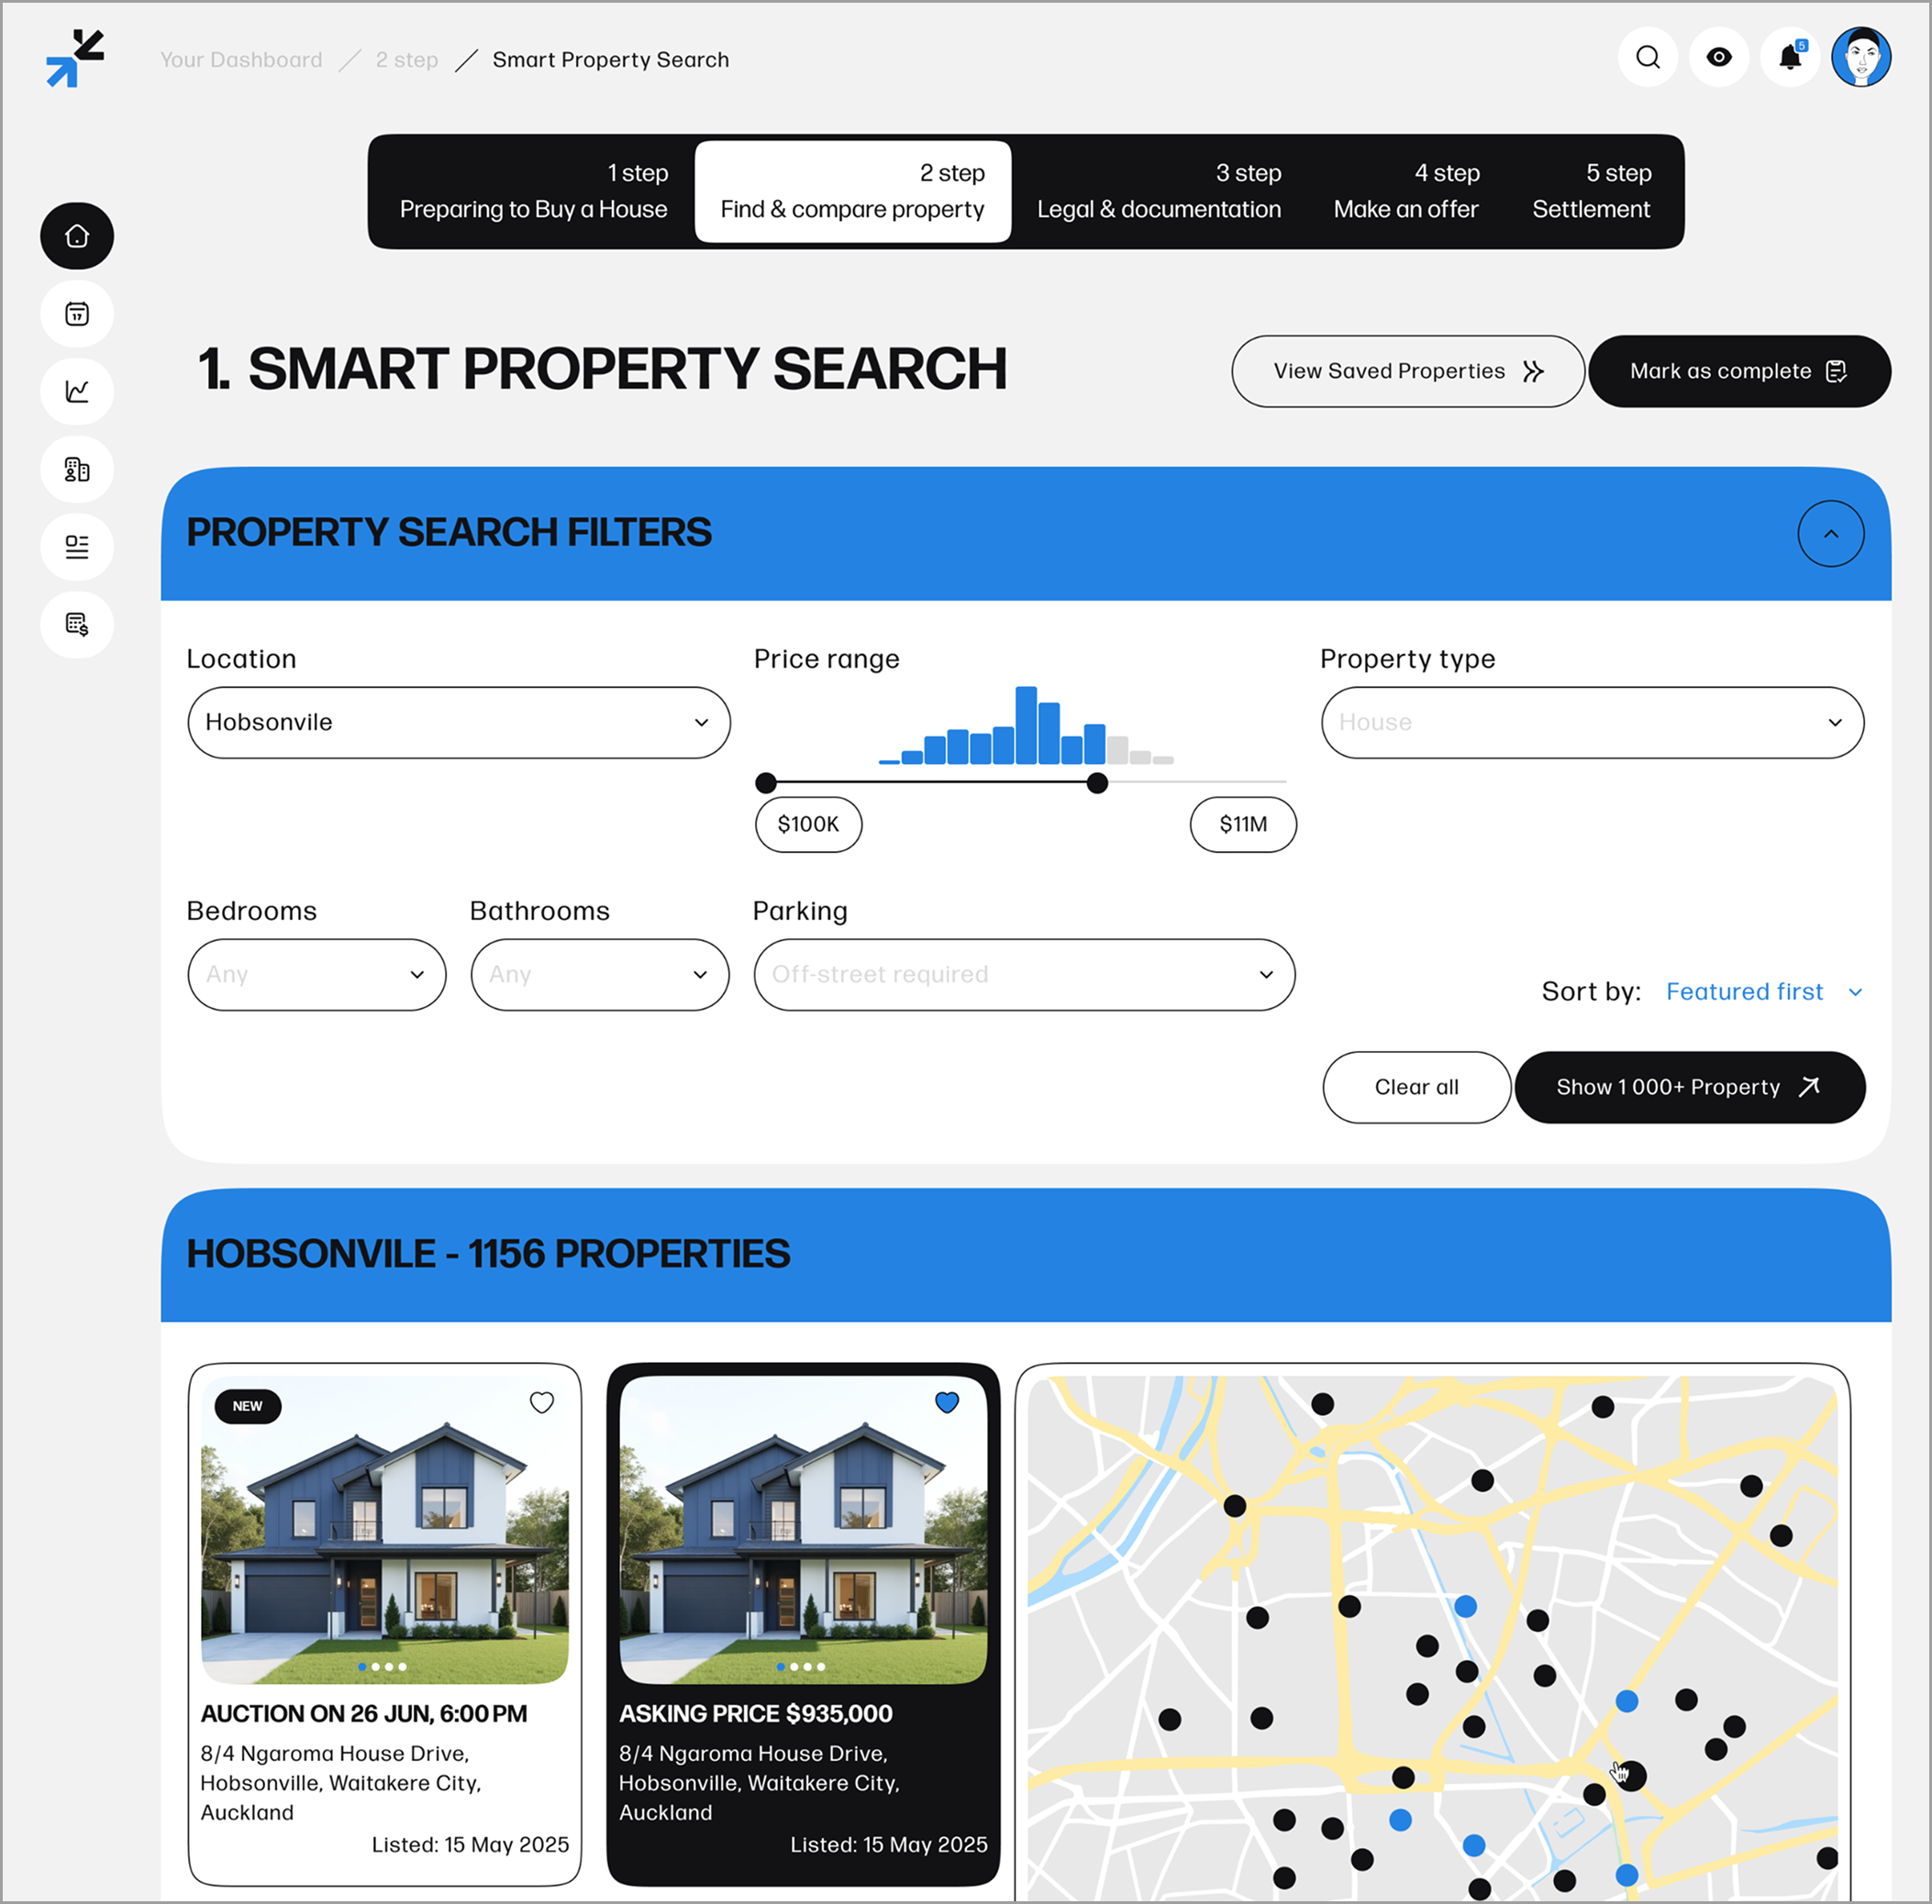 Your Dashboard / 2 step / Smart Property Search
5
1 step
Preparing to Buy a House
2 step
Find & compare property
3 step
Legal & documentation
4 step
Make an offer
5 step
Settlement
17
1. SMART PROPERTY SEARCH
View Saved Properties
Mark as complete
PROPERTY SEARCH FILTERS
Location
Hobsonvile
Price range
$100K
$11M
Property type
House
Bedrooms
Any
Bathrooms
Any
Parking
Off-street required
Sort by: Featured first
Clear all
Show 1 000+ Property
HOBSONVILE - 1156 PROPERTIES
NEW
AUCTION ON 26 JUN, 6:00 PM
8/4 Ngaroma House Drive,
Hobsonville, Waitakere City,
Auckland
Listed: 15 May 2025
ASKING PRICE $935,000
8/4 Ngaroma House Drive,
Hobsonville, Waitakere City,
Auckland
Listed: 15 May 2025